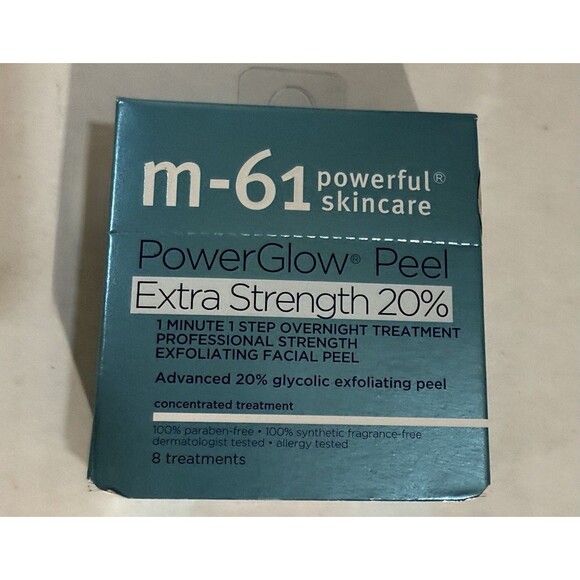 m-61 powerful® skincare
PowerGlow® Peel
Extra Strength 20%
1 MINUTE 1 STEP OVERNIGHT TREATMENT
PROFESSIONAL STRENGTH
EXFOLIATING FACIAL PEEL
Advanced 20% glycolic exfoliating peel
concentrated treatment
100% paraben-free • 100% synthetic fragrance-free
dermatologist tested • allergy tested
8 treatments